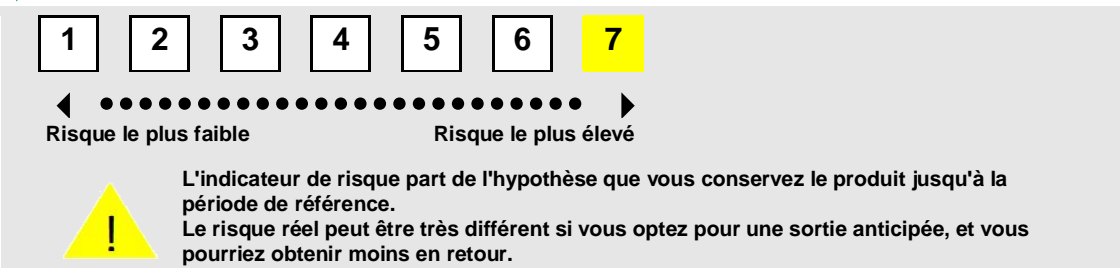 1 2 3 4 5 6 7
Risque le plus faible Risque le plus élevé
L'indicateur de risque part de l'hypothèse que vous conservez le produit jusqu'à la
période de référence.
Le risque réel peut être très différent si vous optez pour une sortie anticipée, et vous
pourriez obtenir moins en retour.
!